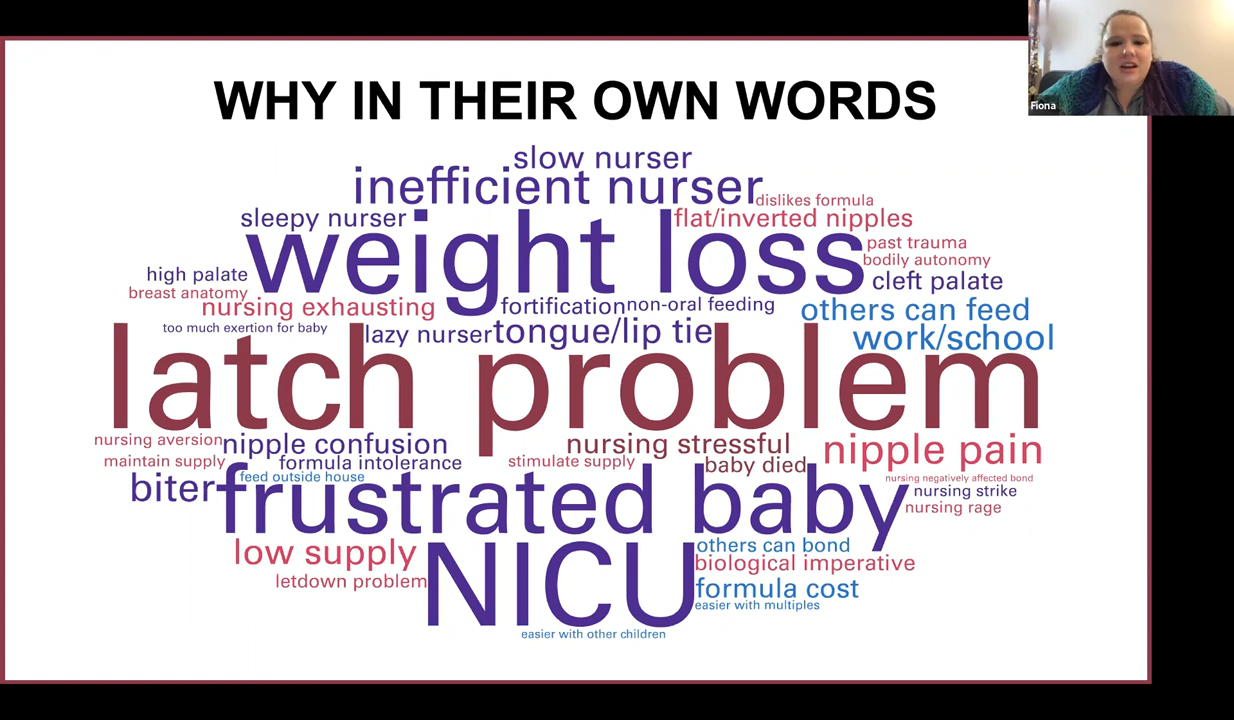 Fiona
WHY IN THEIR OWN WORDS
slow nurser
inefficient nurser
dislikes formula
sleepy nurser
flat/inverted nipples
weight loss
past trauma
bodily autonomy
high palate
cleft palate
breast anatomy
nursing exhausting
fortification
non-oral feeding
others can feed
too much exertion for baby
lazy nurser
tongue/lip tie
work/school
latch problem
nursing aversion
nipple confusion
nursing stressful
nipple pain
maintain supply
formula intolerance
stimulate supply
baby died
feed outside house
nursing negatively affected bond
biter
frustrated baby
nursing strike
nursing rage
low supply
NICU
others can bond
biological imperative
letdown problem
formula cost
easier with multiples
easier with other children